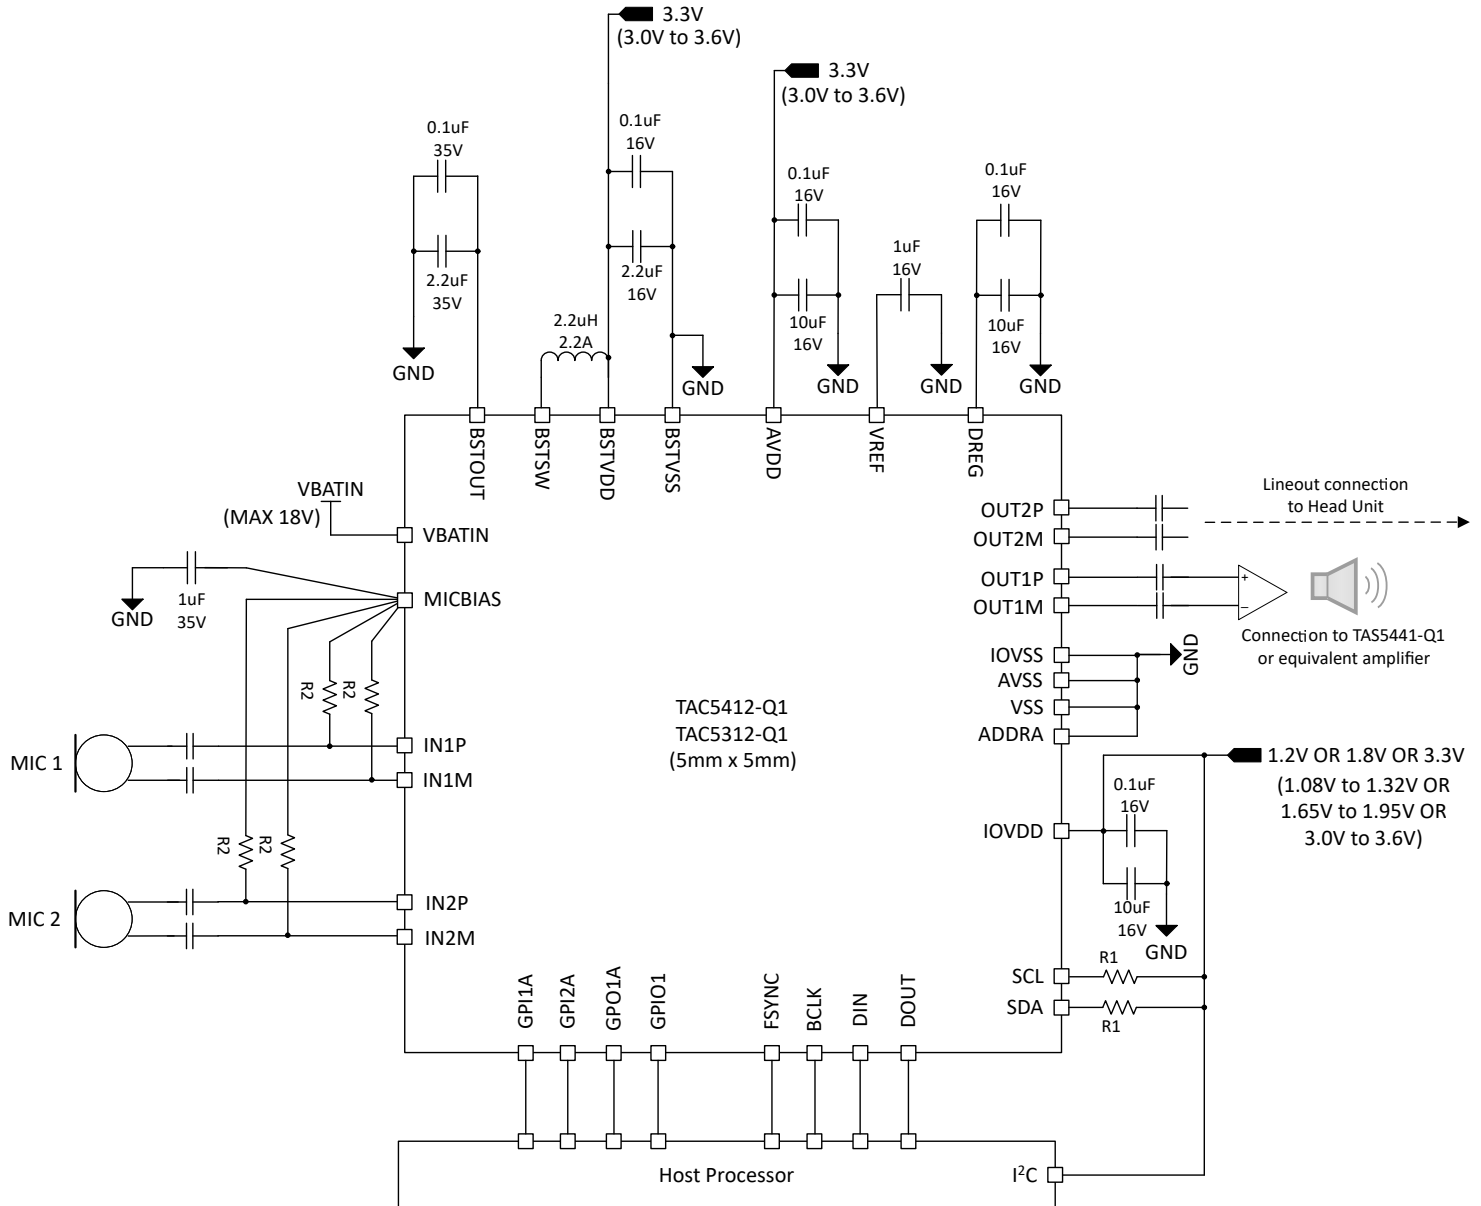 3.3V
(3.0V to 3.6V)
3.3V
(3.0V to 3.6V)
0.1uF
35V
2.2uF
35V
GND
0.1uF
16V
2.2uF
16V
2.2uH
2.2A
GND
0.1uF
16V
10uF
16V
GND
1uF
16V
GND
0.1uF
16V
10uF
16V
GND
BSTOUT
BSTSW
BSTVDD
BSTVSS
AVDD
VREF
DREG
VBATIN
(MAX 18V)
VBATIN
GND
1uF
35V
MICBIAS
R2
R2
MIC 1
IN1P
IN1M
R2
R2
MIC 2
IN2P
IN2M
TAC5412-Q1
TAC5312-Q1
(5mm x 5mm)
OUT2P
OUT2M
Lineout connection
to Head Unit
OUT1P
OUT1M
+
–
Connection to TAS5441-Q1
or equivalent amplifier
IOVSS
AVSS
VSS
ADDRA
GND
1.2V OR 1.8V OR 3.3V
(1.08V to 1.32V OR
1.65V to 1.95V OR
3.0V to 3.6V)
IOVDD
0.1uF
16V
10uF
16V
GND
SCL
R1
SDA
R1
GPI1A
GPI2A
GPO1A
GPIO1
FSYNC
BCLK
DIN
DOUT
Host Processor
I²C